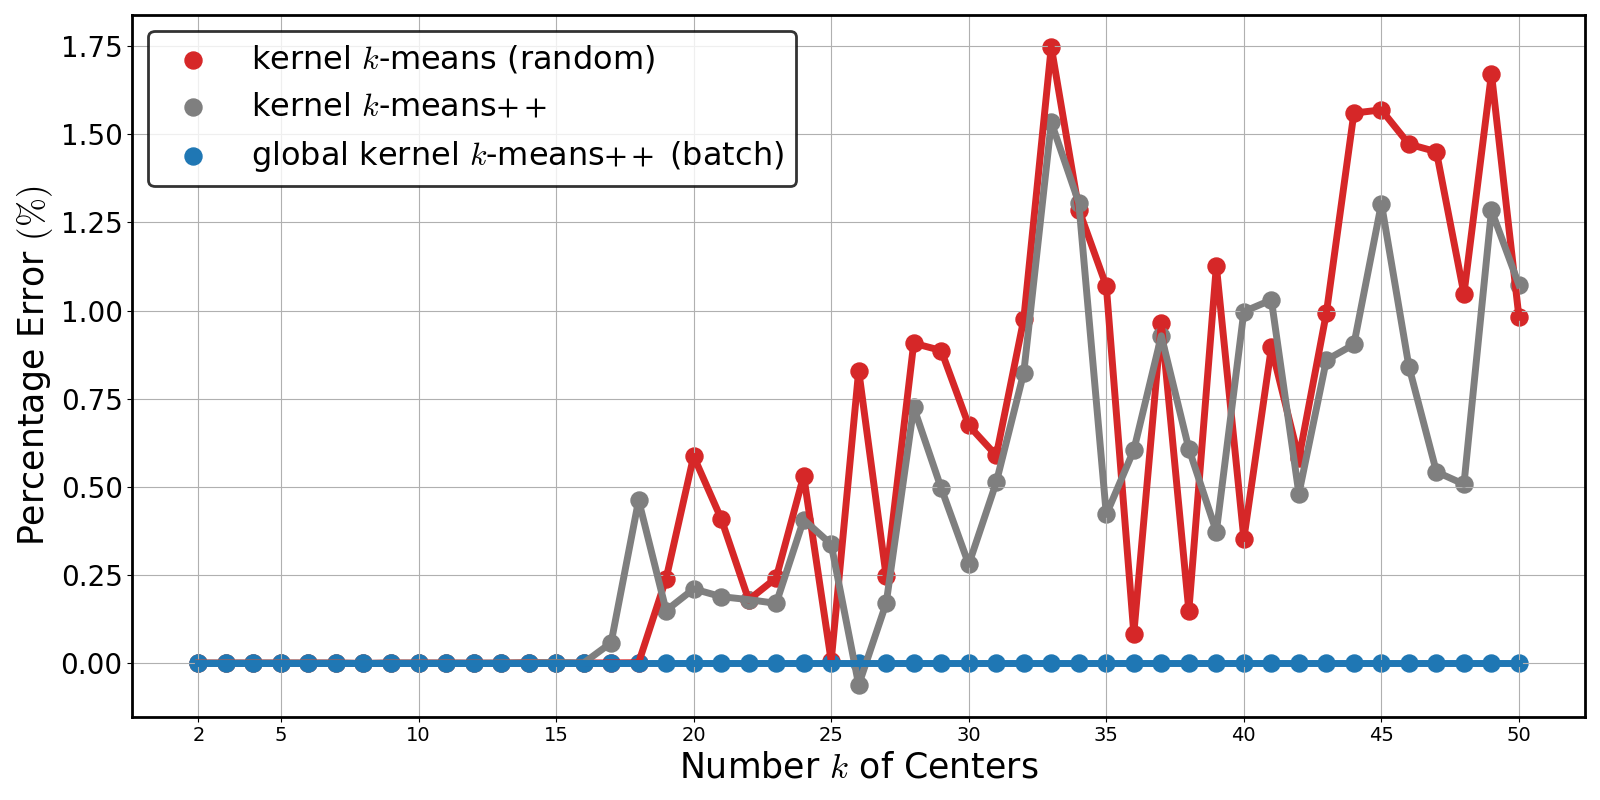 kernel k-means (random)
kernel k-means++
global kernel k-means++ (batch)
Percentage Error (%)
1.75
1.50
1.25
1.00
0.75
0.50
0.25
0.00
2 5 10 15 20 25 30 35 40 45 50
Number k of Centers